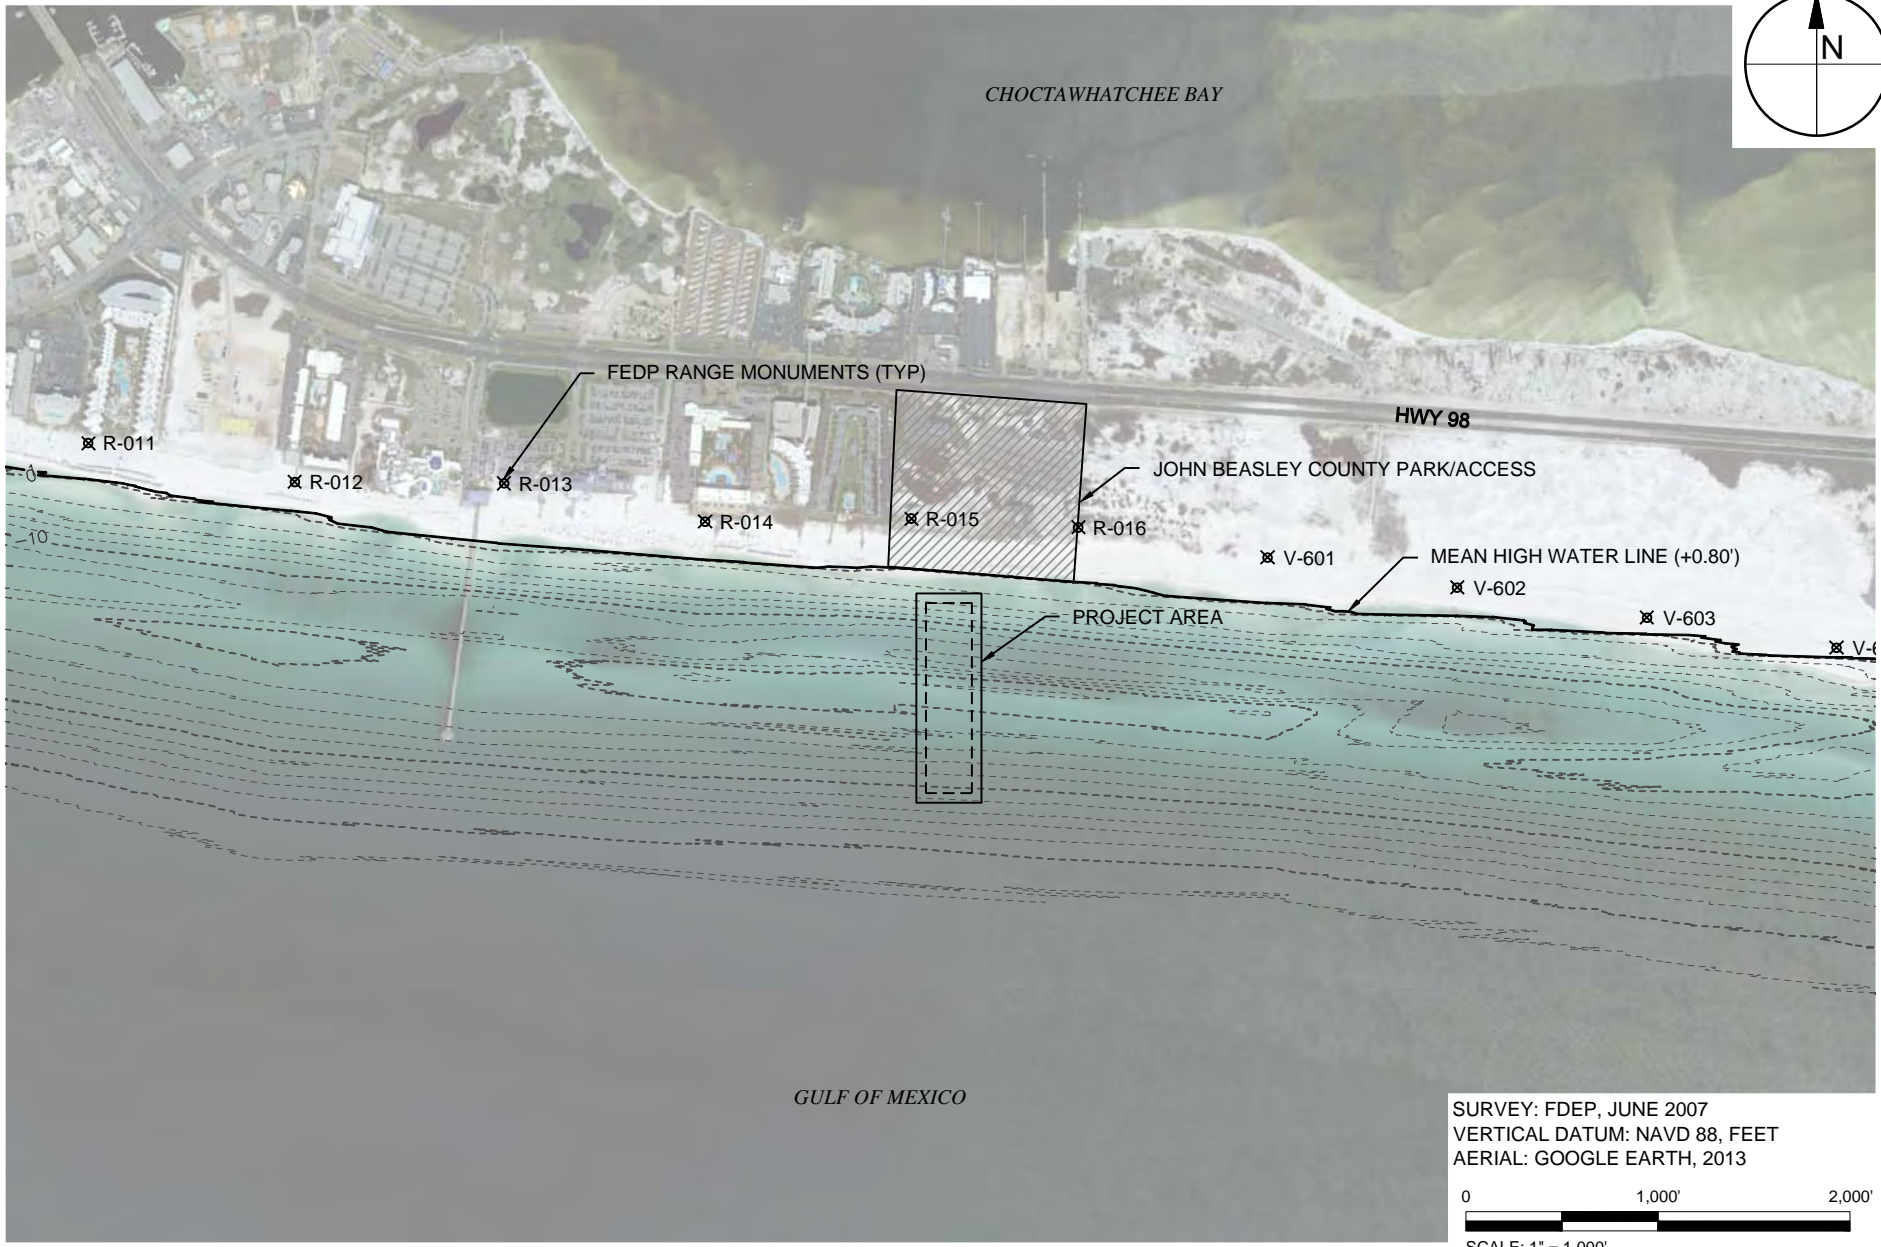 N
CHOCTAWHATCHEE BAY
FEDP RANGE MONUMENTS (TYP)
HWY 98
R-011
R-012
R-013
R-014
R-015
R-016
JOHN BEASLEY COUNTY PARK/ACCESS
V-601
MEAN HIGH WATER LINE (+0.80')
V-602
V-603
0
-10
PROJECT AREA
GULF OF MEXICO
SURVEY: FDEP, JUNE 2007
VERTICAL DATUM: NAVD 88, FEET
AERIAL: GOOGLE EARTH, 2013
0 1,000' 2,000'
SCALE: 1" = 1,000'